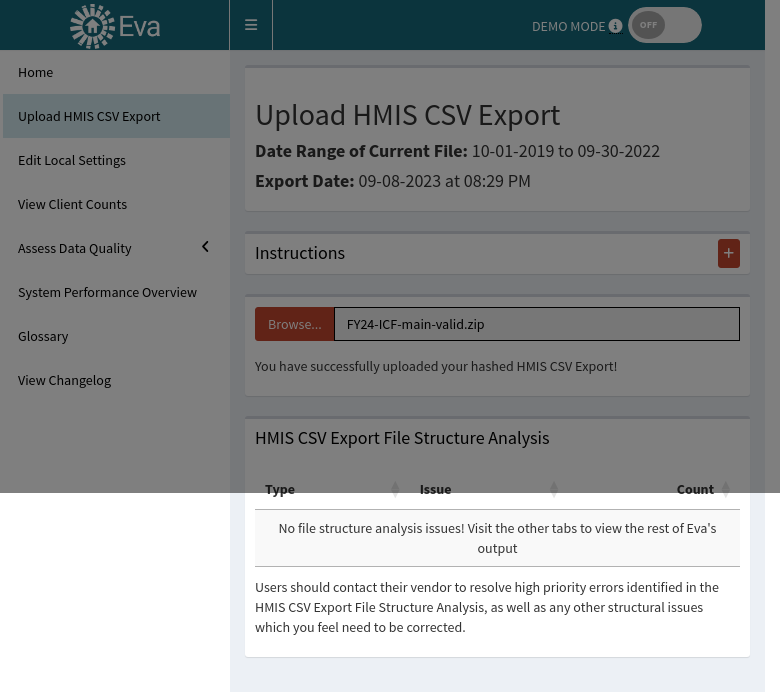 Eva
DEMO MODE
OFF
Home
Upload HMIS CSV Export
Edit Local Settings
View Client Counts
Assess Data Quality
System Performance Overview
Glossary
View Changelog
Upload HMIS CSV Export
Date Range of Current File: 10-01-2019 to 09-30-2022
Export Date: 09-08-2023 at 08:29 PM
Instructions
+
Browse...
FY24-ICF-main-valid.zip
You have successfully uploaded your hashed HMIS CSV Export!
HMIS CSV Export File Structure Analysis
Type Issue Count
No file structure analysis issues! Visit the other tabs to view the rest of Eva's
output
Users should contact their vendor to resolve high priority errors identified in the
HMIS CSV Export File Structure Analysis, as well as any other structural issues
which you feel need to be corrected.